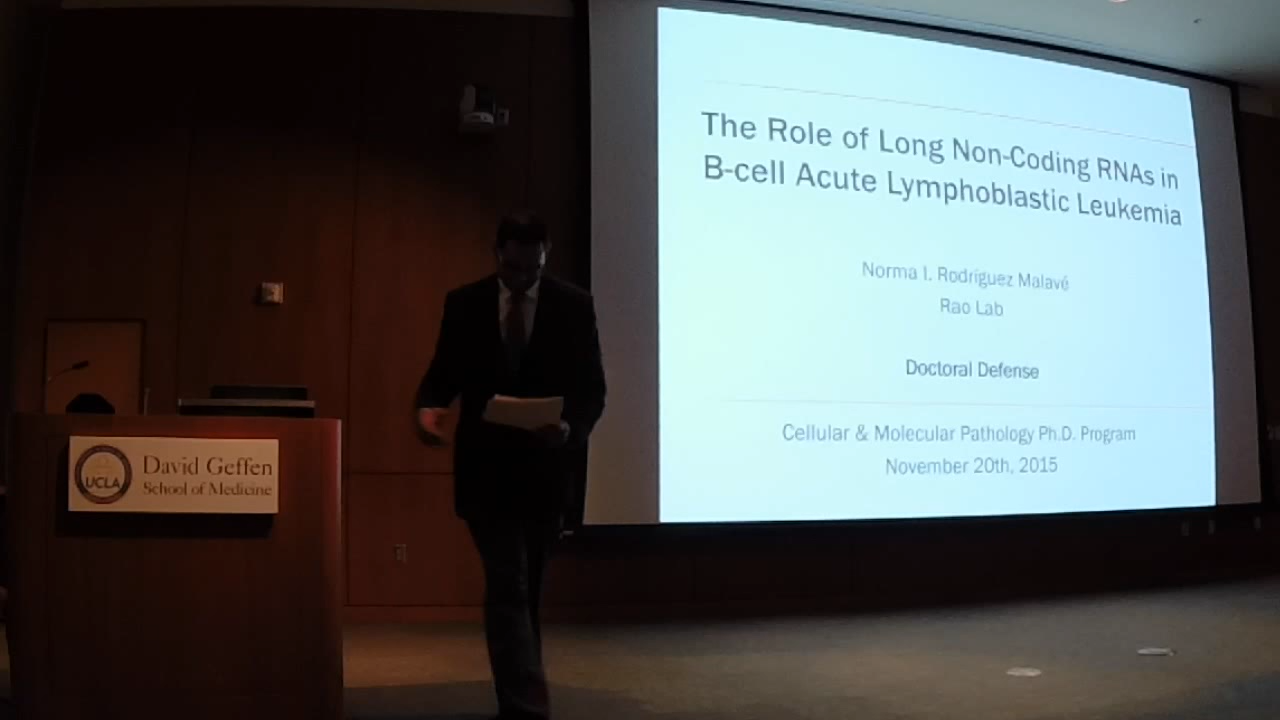 The Role of Long Non-Coding RNAs in
B-cell Acute Lymphoblastic Leukemia
Norma I. Rodríguez Malavé
Rao Lab
Doctoral Defense
Cellular & Molecular Pathology Ph.D. Program
November 20th, 2015
UCLA
David Geffen
School of Medicine